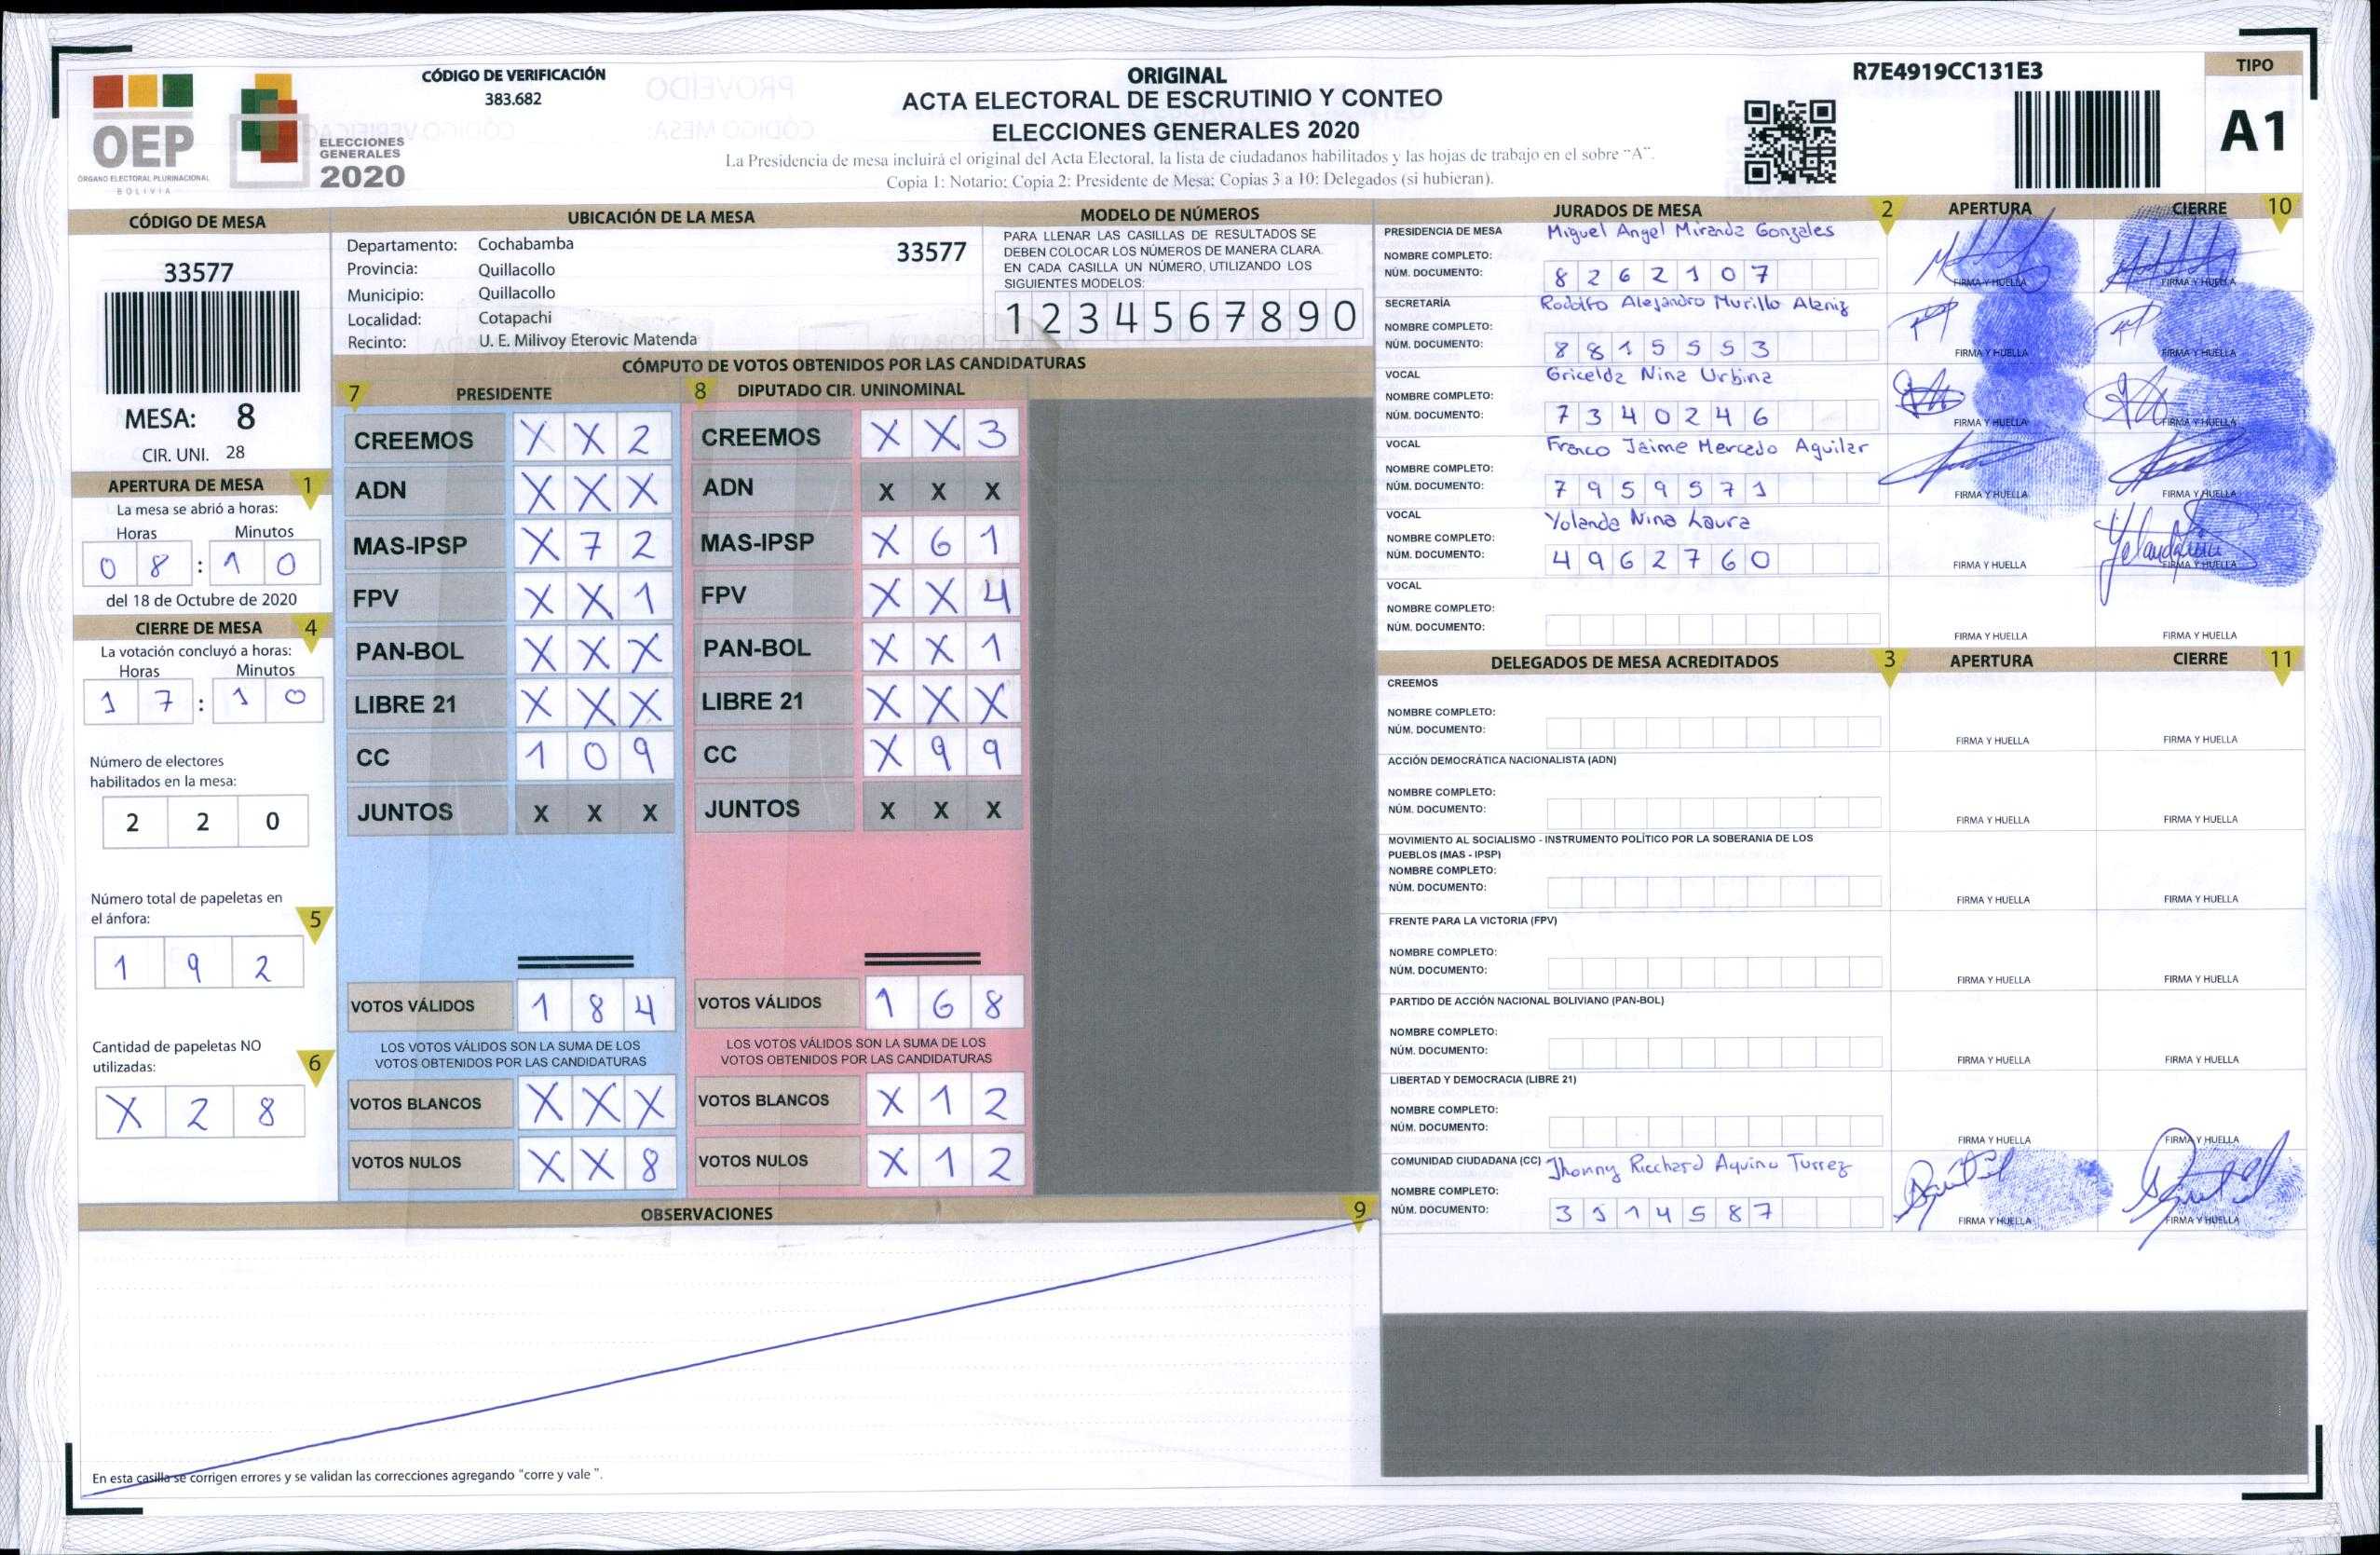 CÓDIGO DE VERIFICACIÓN
383.682
OEP
ÓRGANO ELECTORAL PLURINACIONAL
BOLIVIA
ELECCIONES
GENERALES
2020
ORIGINAL
ACTA ELECTORAL DE ESCRUTINIO Y CONTEO
ELECCIONES GENERALES 2020
La Presidencia de mesa incluirá el original del Acta Electoral, la lista de ciudadanos habilitados y las hojas de trabajo en el sobre "A".
Copia 1: Notario; Copia 2: Presidente de Mesa; Copias 3 a 10: Delegados (si hubieran).
R7E4919CC131E3
TIPO
A1
CÓDIGO DE MESA
33577
MESA: 8
CIR. UNI. 28
APERTURA DE MESA 1
La mesa se abrió a horas:
Horas Minutos
0 8 : 1 0
del 18 de Octubre de 2020
CIERRE DE MESA 4
La votación concluyó a horas:
Horas Minutos
1 7 : 1 0
Número de electores
habilitados en la mesa:
2 2 0
Número total de papeletas en
el ánfora: 5
1 9 2
Cantidad de papeletas NO
utilizadas: 6
X 2 8
UBICACIÓN DE LA MESA
Departamento: Cochabamba 33577
Provincia: Quillacollo
Municipio: Quillacollo
Localidad: Cotapachi
Recinto: U. E. Milivoy Eterovic Matenda
MODELO DE NÚMEROS
PARA LLENAR LAS CASILLAS DE RESULTADOS SE
DEBEN COLOCAR LOS NÚMEROS DE MANERA CLARA.
EN CADA CASILLA UN NÚMERO, UTILIZANDO LOS
SIGUIENTES MODELOS:
1 2 3 4 5 6 7 8 9 0
CÓMPUTO DE VOTOS OBTENIDOS POR LAS CANDIDATURAS
7 PRESIDENTE
CREEMOS X X 2
ADN X X X
MAS-IPSP X 7 2
FPV X X 1
PAN-BOL X X X
LIBRE 21 X X X
CC 1 0 9
JUNTOS X X X
VOTOS VÁLIDOS 1 8 4
LOS VOTOS VÁLIDOS SON LA SUMA DE LOS
VOTOS OBTENIDOS POR LAS CANDIDATURAS
VOTOS BLANCOS X X X
VOTOS NULOS X X 8
8 DIPUTADO CIR. UNINOMINAL
CREEMOS X X 3
ADN X X X
MAS-IPSP X 6 1
FPV X X 4
PAN-BOL X X 1
LIBRE 21 X X X
CC X 9 9
JUNTOS X X X
VOTOS VÁLIDOS 1 6 8
LOS VOTOS VÁLIDOS SON LA SUMA DE LOS
VOTOS OBTENIDOS POR LAS CANDIDATURAS
VOTOS BLANCOS X 1 2
VOTOS NULOS X 1 2
OBSERVACIONES 9
En esta casilla se corrigen errores y se validan las correcciones agregando "corre y vale ".
JURADOS DE MESA 2 APERTURA CIERRE 10
PRESIDENCIA DE MESA Miguel Angel Miranda Gonzales
NOMBRE COMPLETO:
NÚM. DOCUMENTO: 8 2 6 2 1 0 7 FIRMA Y HUELLA FIRMA Y HUELLA
SECRETARÍA Rodolfo Alejandro Murillo Alaniz
NOMBRE COMPLETO:
NÚM. DOCUMENTO: 8 8 1 5 5 5 3 FIRMA Y HUELLA FIRMA Y HUELLA
VOCAL Gricelda Nina Urbina
NOMBRE COMPLETO:
NÚM. DOCUMENTO: 7 3 4 0 2 4 6 FIRMA Y HUELLA FIRMA Y HUELLA
VOCAL Franco Jaime Mercado Aguilar
NOMBRE COMPLETO:
NÚM. DOCUMENTO: 7 9 5 9 5 7 1 FIRMA Y HUELLA FIRMA Y HUELLA
VOCAL Yolanda Nina Laura
NOMBRE COMPLETO:
NÚM. DOCUMENTO: 4 9 6 2 7 6 0 FIRMA Y HUELLA FIRMA Y HUELLA
VOCAL
NOMBRE COMPLETO:
NÚM. DOCUMENTO: FIRMA Y HUELLA FIRMA Y HUELLA
DELEGADOS DE MESA ACREDITADOS 3 APERTURA CIERRE 11
CREEMOS
NOMBRE COMPLETO:
NÚM. DOCUMENTO: FIRMA Y HUELLA FIRMA Y HUELLA
ACCIÓN DEMOCRÁTICA NACIONALISTA (ADN)
NOMBRE COMPLETO:
NÚM. DOCUMENTO: FIRMA Y HUELLA FIRMA Y HUELLA
MOVIMIENTO AL SOCIALISMO - INSTRUMENTO POLÍTICO POR LA SOBERANIA DE LOS
PUEBLOS (MAS - IPSP)
NOMBRE COMPLETO:
NÚM. DOCUMENTO: FIRMA Y HUELLA FIRMA Y HUELLA
FRENTE PARA LA VICTORIA (FPV)
NOMBRE COMPLETO:
NÚM. DOCUMENTO: FIRMA Y HUELLA FIRMA Y HUELLA
PARTIDO DE ACCIÓN NACIONAL BOLIVIANO (PAN-BOL)
NOMBRE COMPLETO:
NÚM. DOCUMENTO: FIRMA Y HUELLA FIRMA Y HUELLA
LIBERTAD Y DEMOCRACIA (LIBRE 21)
NOMBRE COMPLETO:
NÚM. DOCUMENTO: FIRMA Y HUELLA FIRMA Y HUELLA
COMUNIDAD CIUDADANA (CC) Jhonny Ricchard Aquino Turrez
NOMBRE COMPLETO:
NÚM. DOCUMENTO: 3 5 1 4 5 8 7 FIRMA Y HUELLA FIRMA Y HUELLA